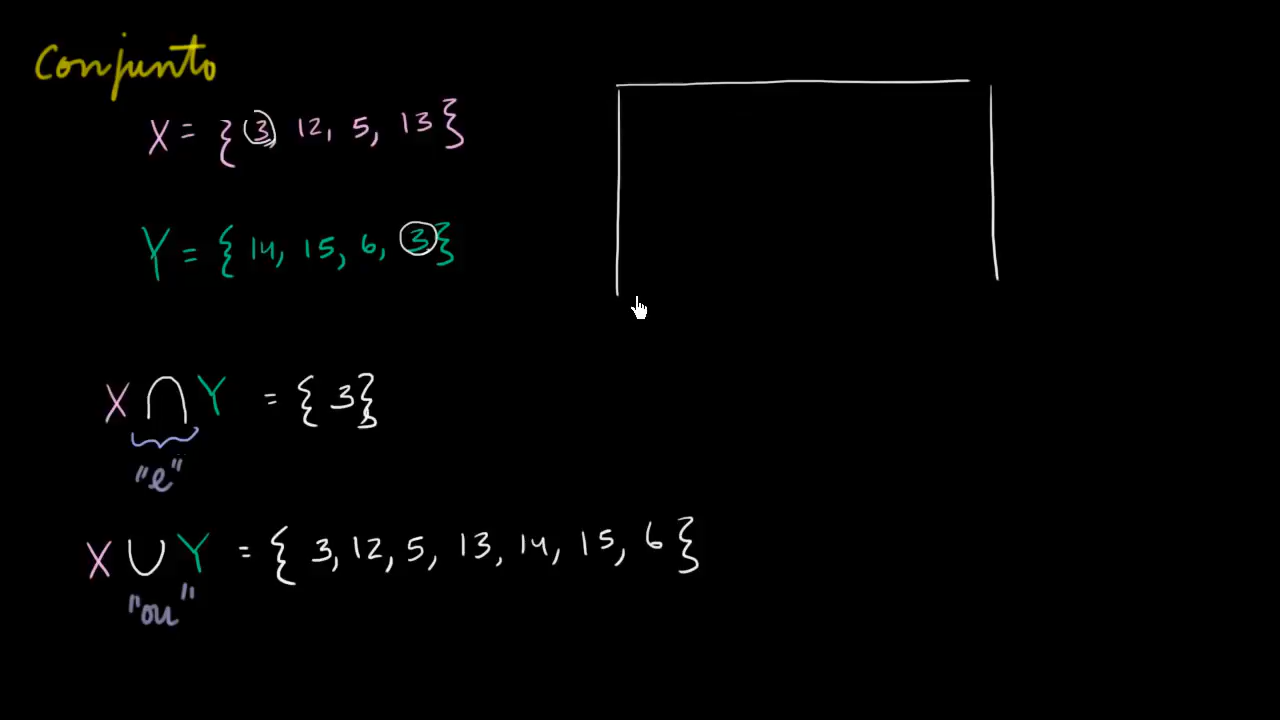 Conjunto
X = { 3 12, 5, 13 }
Y = { 14, 15, 6, 3 }
X ∩ Y = { 3 }
"e"
X ∪ Y = { 3, 12, 5, 13, 14, 15, 6 }
"ou"